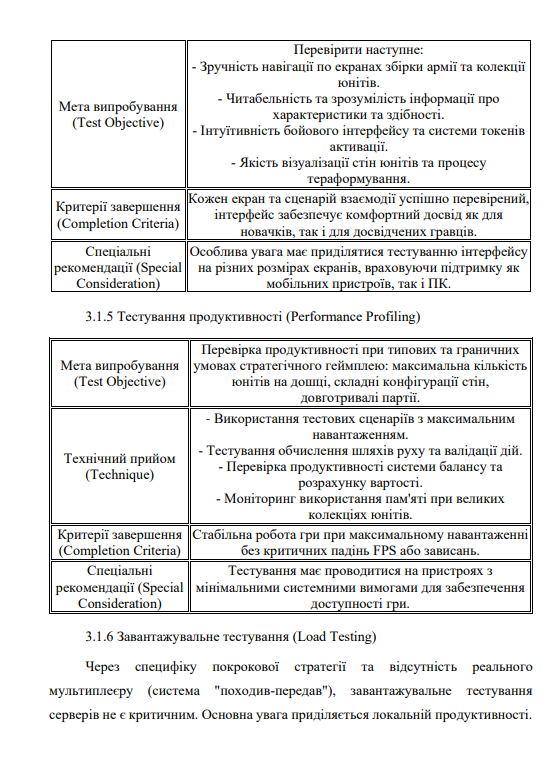 Мета випробування
(Test Objective)
Перевірити наступне:
- Зручність навігації по екранах збірки армії та колекції
юнітів.
- Читабельність та зрозумілість інформації про
характеристики та здібності.
- Інтуїтивність бойового інтерфейсу та системи токенів
активації.
- Якість візуалізації стін юнітів та процесу
тераформування.
Критерії завершення
(Completion Criteria)
Кожен екран та сценарій взаємодії успішно перевірений,
інтерфейс забезпечує комфортний досвід як для
новачків, так і для досвідчених гравців.
Спеціальні
рекомендації (Special
Consideration)
Особлива увага має приділятися тестуванню інтерфейсу
на різних розмірах екранів, враховуючи підтримку як
мобільних пристроїв, так і ПК.
3.1.5 Тестування продуктивності (Performance Profiling)
Мета випробування
(Test Objective)
Перевірка продуктивності при типових та граничних
умовах стратегічного геймплею: максимальна кількість
юнітів на дошці, складні конфігурації стін,
довготривалі партії.
Технічний прийом
(Technique)
- Використання тестових сценаріїв з максимальним
навантаженням.
- Тестування обчислення шляхів руху та валідації дій.
- Перевірка продуктивності системи балансу та
розрахунку вартості.
- Моніторинг використання пам'яті при великих
колекціях юнітів.
Критерії завершення
(Completion Criteria)
Стабільна робота гри при максимальному навантаженні
без критичних падінь FPS або зависань.
Спеціальні
рекомендації (Special
Consideration)
Тестування має проводитися на пристроях з
мінімальними системними вимогами для забезпечення
доступності гри.
3.1.6 Завантажувальне тестування (Load Testing)
Через специфіку покрокової стратегії та відсутність реального
мультиплеєру (система "походив-передав"), завантажувальне тестування
серверів не є критичним. Основна увага приділяється локальній продуктивності.